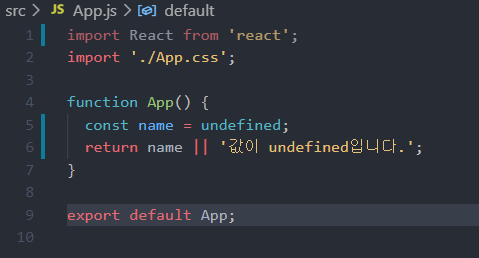 src > JS App.js > default
1 import React from 'react';
2 import './App.css';
3
4 function App() {
5 const name = undefined;
6 return name || '값이 undefined입니다.';
7 }
8
9 export default App;
10